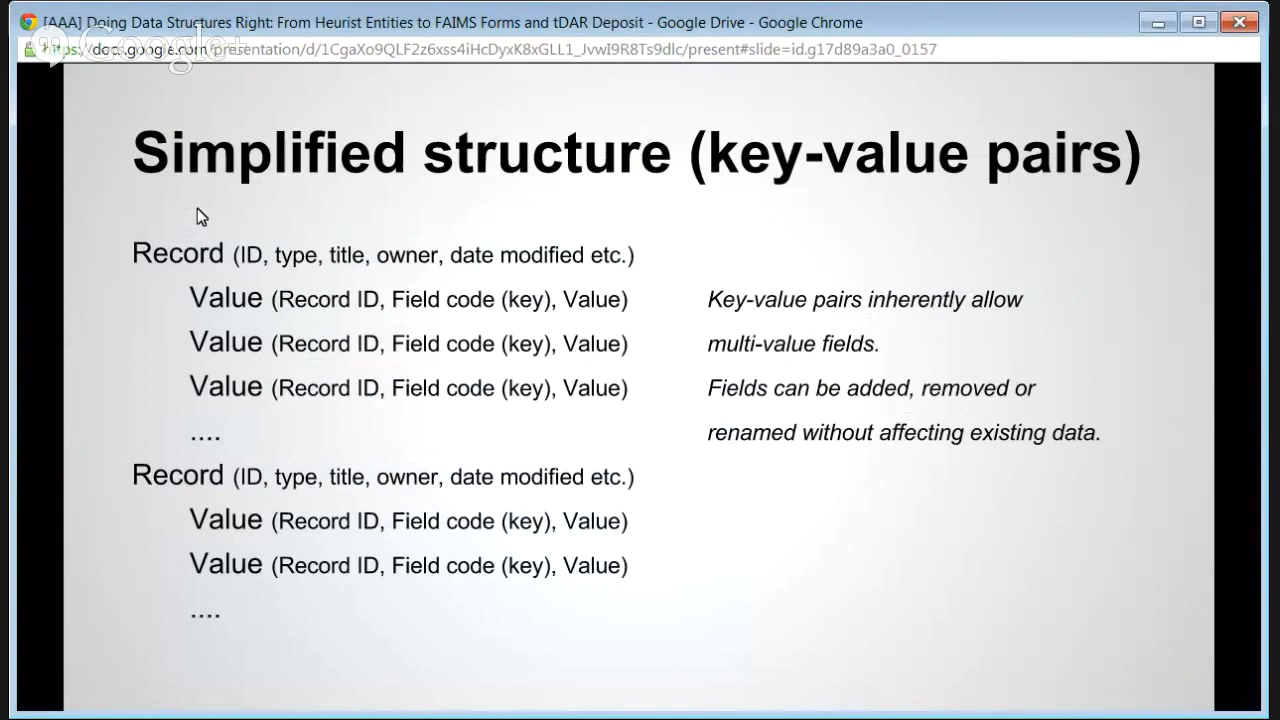 [AAA] Doing Data Structures Right: From Heurist Entities to FAIMS Forms and tDAR Deposit - Google Drive - Google Chrome
Google+
https://docs.google.com/presentation/d/1CgaXo9QLF2z6xss4iHcDyxK8xGLL1_JvwI9R8Ts9dlc/present#slide=id.g17d89a3a0_0157
Simplified structure (key-value pairs)
Record (ID, type, title, owner, date modified etc.)
Value (Record ID, Field code (key), Value)
Key-value pairs inherently allow
Value (Record ID, Field code (key), Value)
multi-value fields.
Value (Record ID, Field code (key), Value)
Fields can be added, removed or
....
renamed without affecting existing data.
Record (ID, type, title, owner, date modified etc.)
Value (Record ID, Field code (key), Value)
Value (Record ID, Field code (key), Value)
....